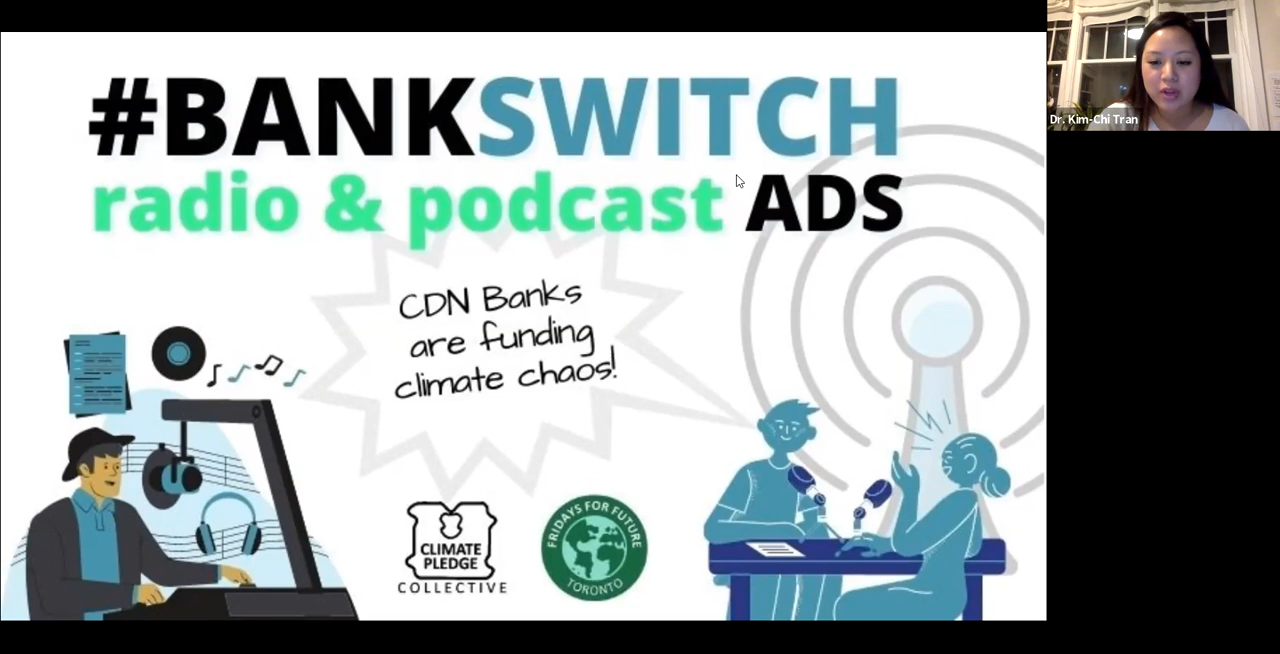 #BANKSWITCH
radio & podcast ADS
CDN Banks
are funding
climate chaos!
CLIMATE
PLEDGE
COLLECTIVE
FRIDAYS FOR FUTURE
TORONTO
Dr. Kim-Chi Tran